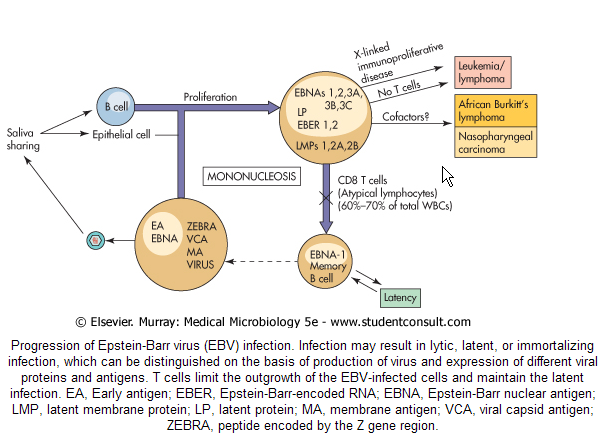 X-linked
immunoproliferative
disease
Leukemia/
lymphoma
No T cells
EBNAs 1,2,3A,
3B,3C
LP
EBER 1,2
LMPs 1,2A,2B
African Burkitt's
lymphoma
Cofactors?
Nasopharyngeal
carcinoma
B cell
Proliferation
Saliva
sharing
Epithelial cell
MONONUCLEOSIS
CD8 T cells
(Atypical lymphocytes)
(60%–70% of total WBCs)
EA
EBNA
ZEBRA
VCA
MA
VIRUS
EBNA-1
Memory
B cell
Latency
© Elsevier. Murray: Medical Microbiology 5e - www.studentconsult.com
Progression of Epstein-Barr virus (EBV) infection. Infection may result in lytic, latent, or immortalizing
infection, which can be distinguished on the basis of production of virus and expression of different viral
proteins and antigens. T cells limit the outgrowth of the EBV-infected cells and maintain the latent
infection. EA, Early antigen; EBER, Epstein-Barr-encoded RNA; EBNA, Epstein-Barr nuclear antigen;
LMP, latent membrane protein; LP, latent protein; MA, membrane antigen; VCA, viral capsid antigen;
ZEBRA, peptide encoded by the Z gene region.